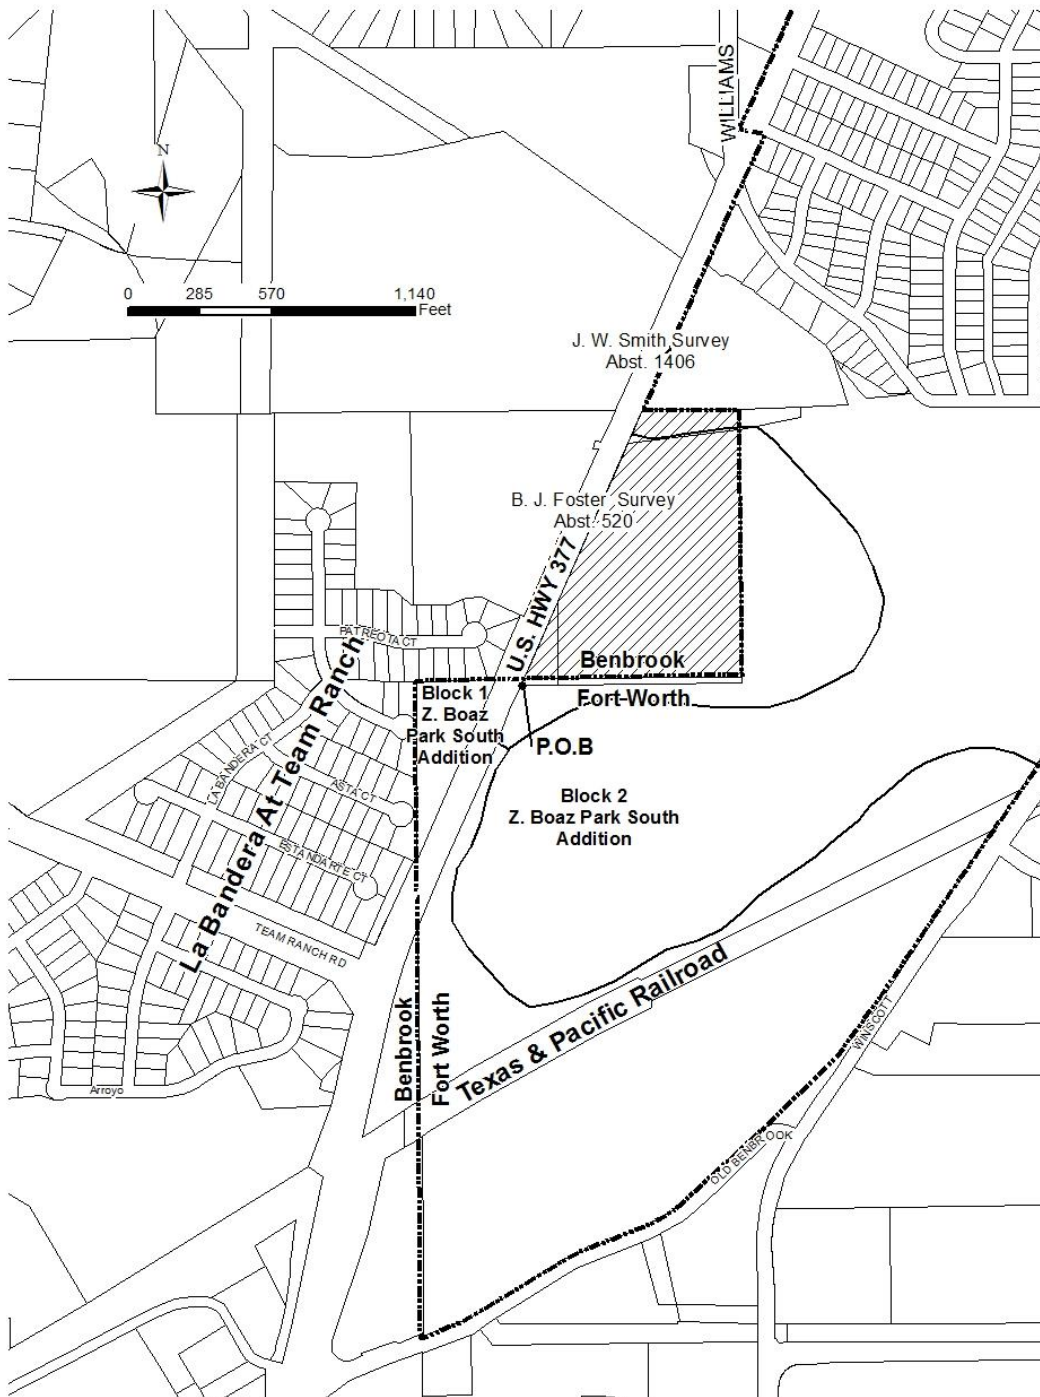 WILLIAMS
N
0 285 570 1,140
Feet
J. W. Smith Survey
Abst. 1406
B. J. Foster Survey
Abst. 520
U.S. HWY 377
PATREOTA CT
Benbrook
Fort Worth
Block 1
Z. Boaz
Park South
Addition
P.O.B
LA BANDERA CT
ASTA CT
Block 2
Z. Boaz Park South
Addition
ESTANDARTE CT
La Bandera At Team Ranch
TEAM RANCH RD
Texas & Pacific Railroad
Benbrook
Fort Worth
WINSCOTT
Arroyo
OLD BENBROOK